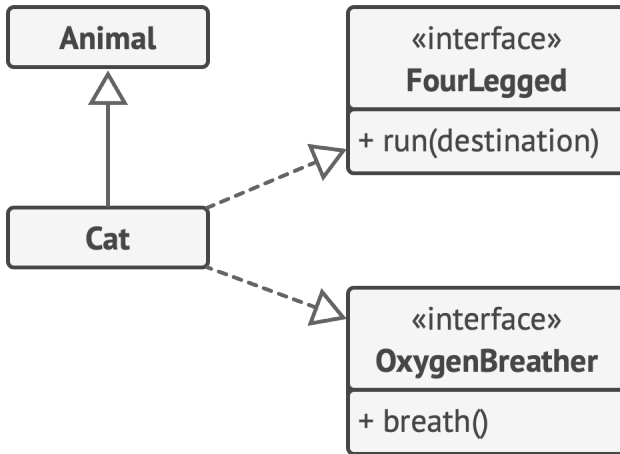 Animal
«interface»
FourLegged
+ run(destination)
Cat
«interface»
OxygenBreather
+ breath()